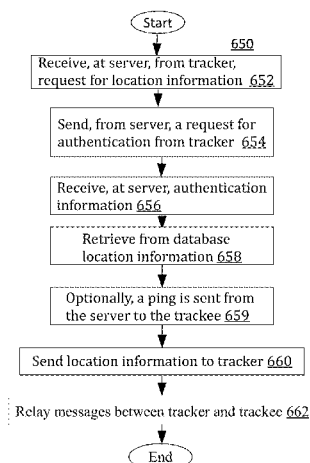 Start
650
Receive, at server, from tracker,
request for location information 652
Send, from server, a request for
authentication from tracker 654
Receive, at server, authentication
information 656
Retrieve from database
location information 658
Optionally, a ping is sent from
the server to the trackee 659
Send location information to tracker 660
Relay messages between tracker and trackee 662
End